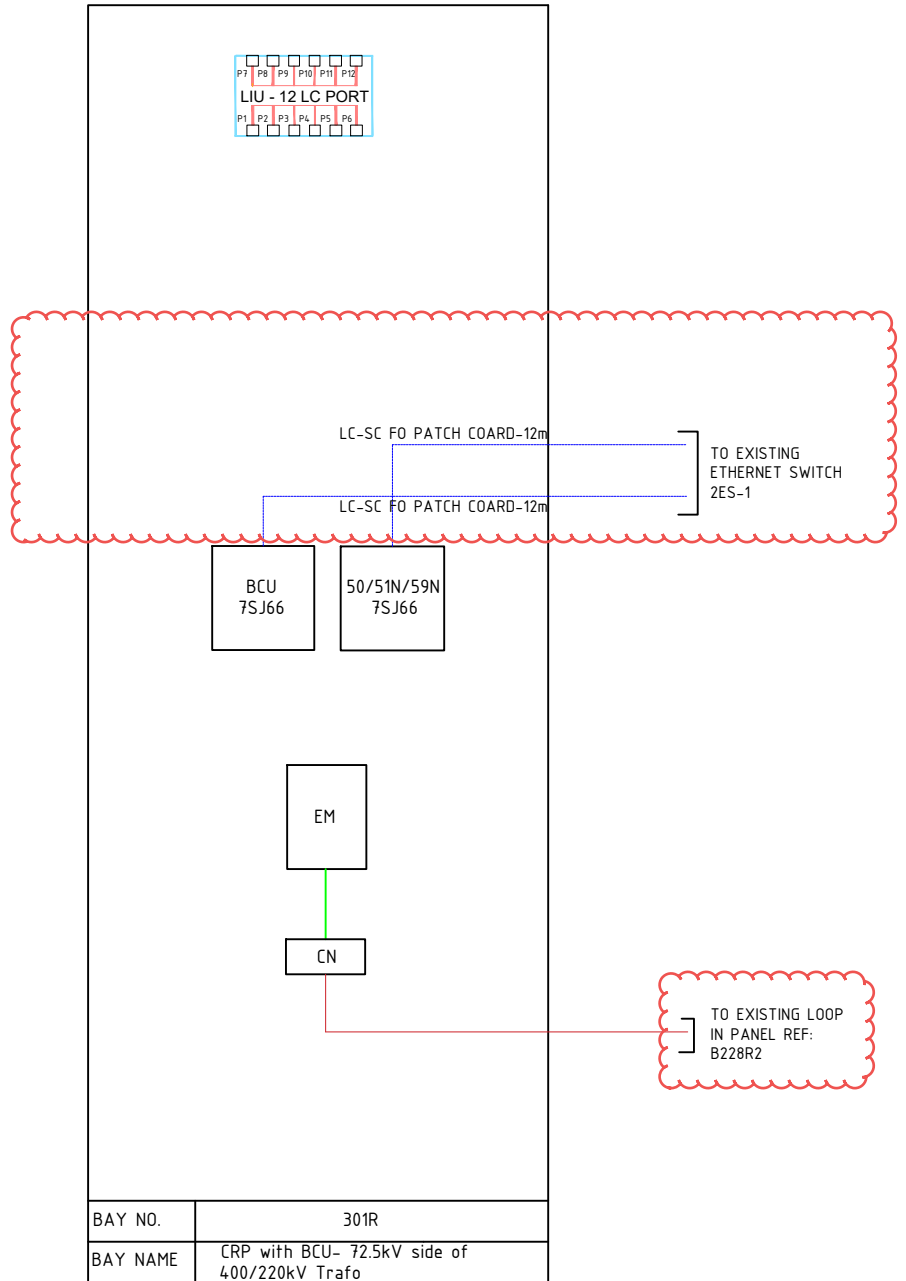 P7 P8 P9 P10 P11 P12
LIU - 12 LC PORT
P1 P2 P3 P4 P5 P6
LC-SC FO PATCH COARD-12m
TO EXISTING
ETHERNET SWITCH
2ES-1
LC-SC FO PATCH COARD-12m
BCU
7SJ66
50/51N/59N
7SJ66
EM
CN
TO EXISTING LOOP
IN PANEL REF:
B228R2
BAY NO.
301R
BAY NAME
CRP with BCU- 72.5kV side of
400/220kV Trafo